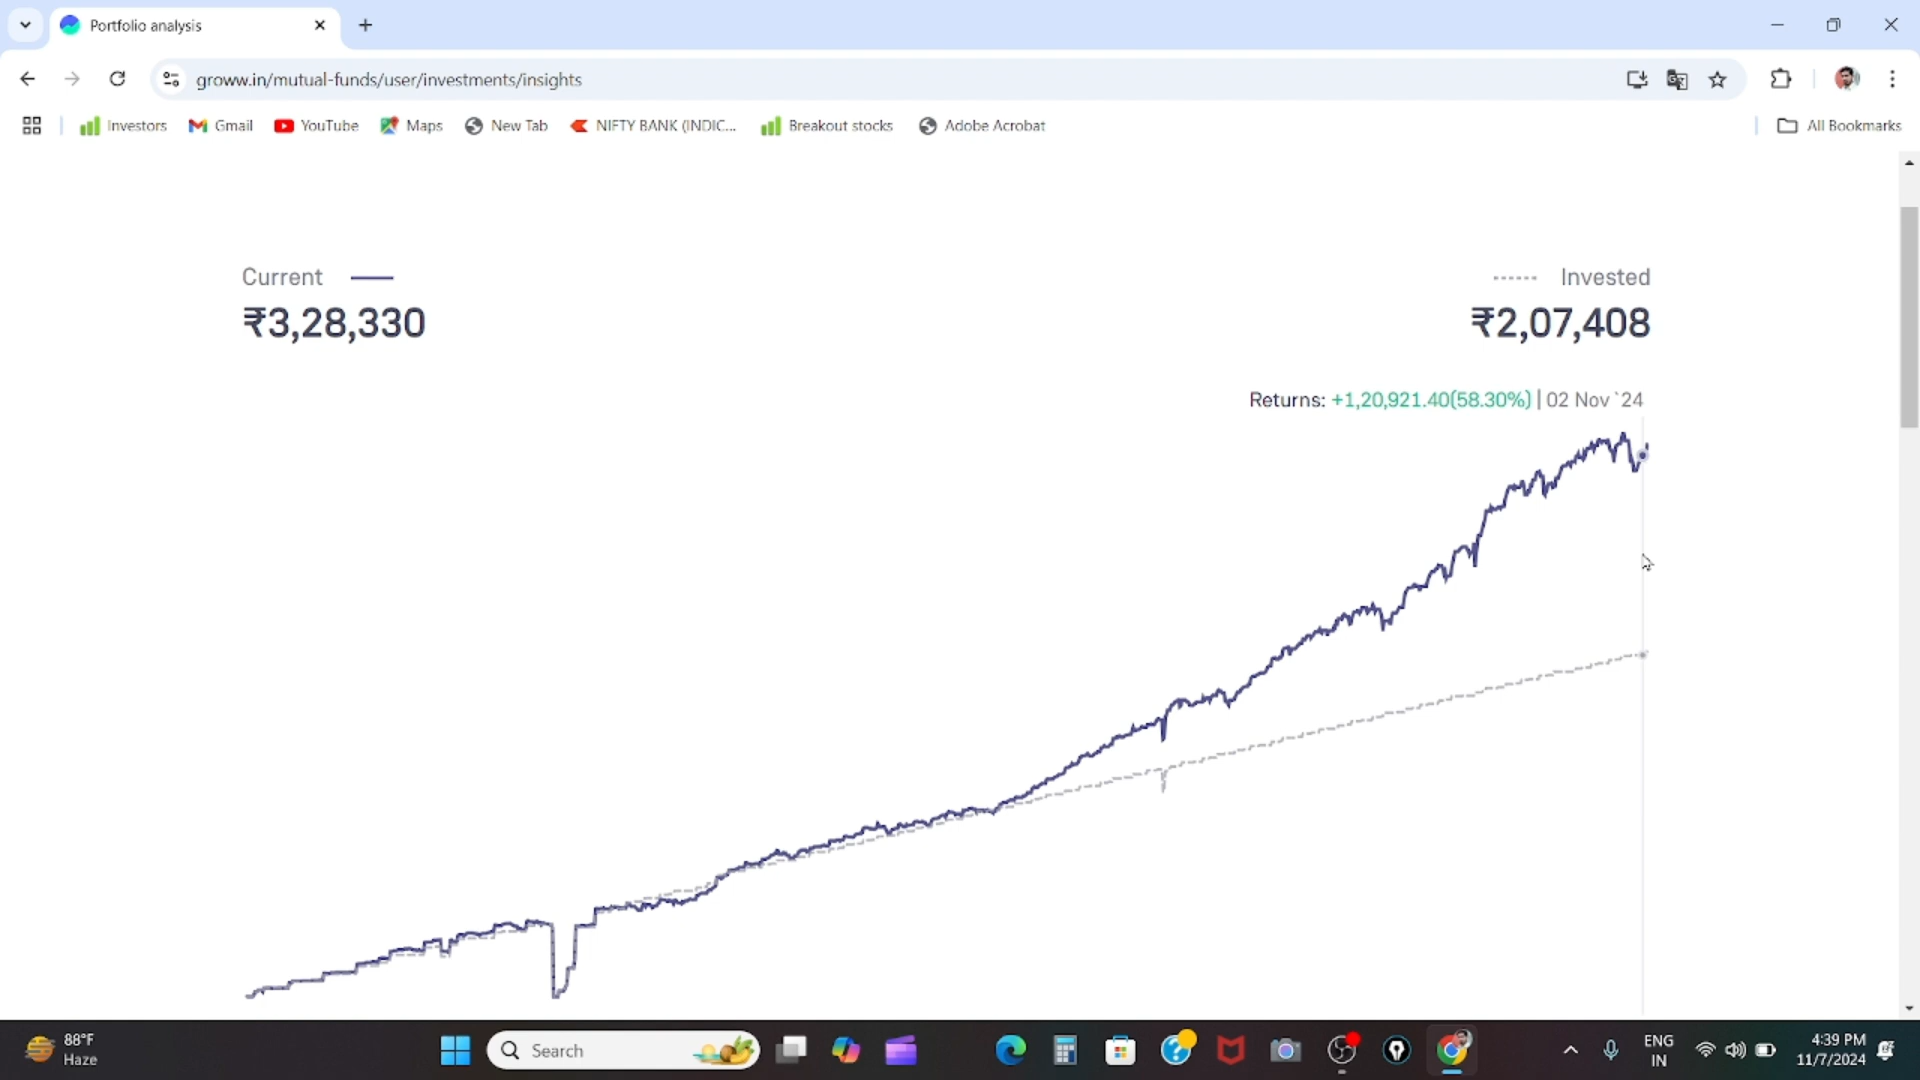 Portfolio analysis
groww.in/mutual-funds/user/investments/insights
Investors Gmail YouTube Maps New Tab NIFTY BANK (INDIC... Breakout stocks Adobe Acrobat All Bookmarks
Current Invested
₹3,28,330 ₹2,07,408
Returns: +1,20,921.40(58.30%) | 02 Nov `24
88°F
Haze
Search
ENG
IN
4:39 PM
11/7/2024